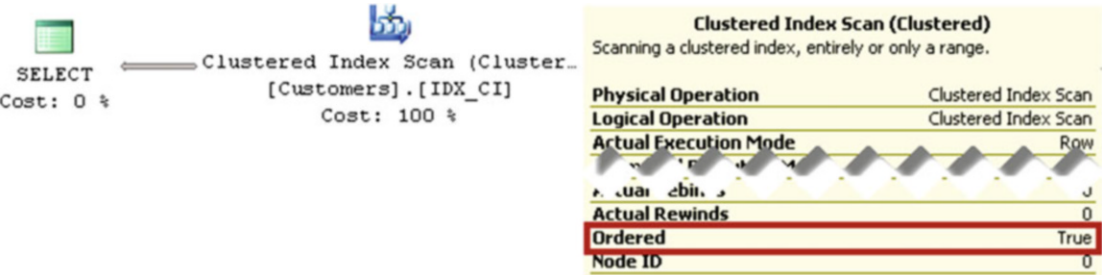 SELECT
Cost: 0 %
Clustered Index Scan (Cluster…
[Customers].[IDX_CI]
Cost: 100 %
Clustered Index Scan (Clustered)
Scanning a clustered index, entirely or only a range.
Physical Operation Clustered Index Scan
Logical Operation Clustered Index Scan
Actual Execution Mode Row
Actual Rewinds 0
Ordered True
Node ID 0